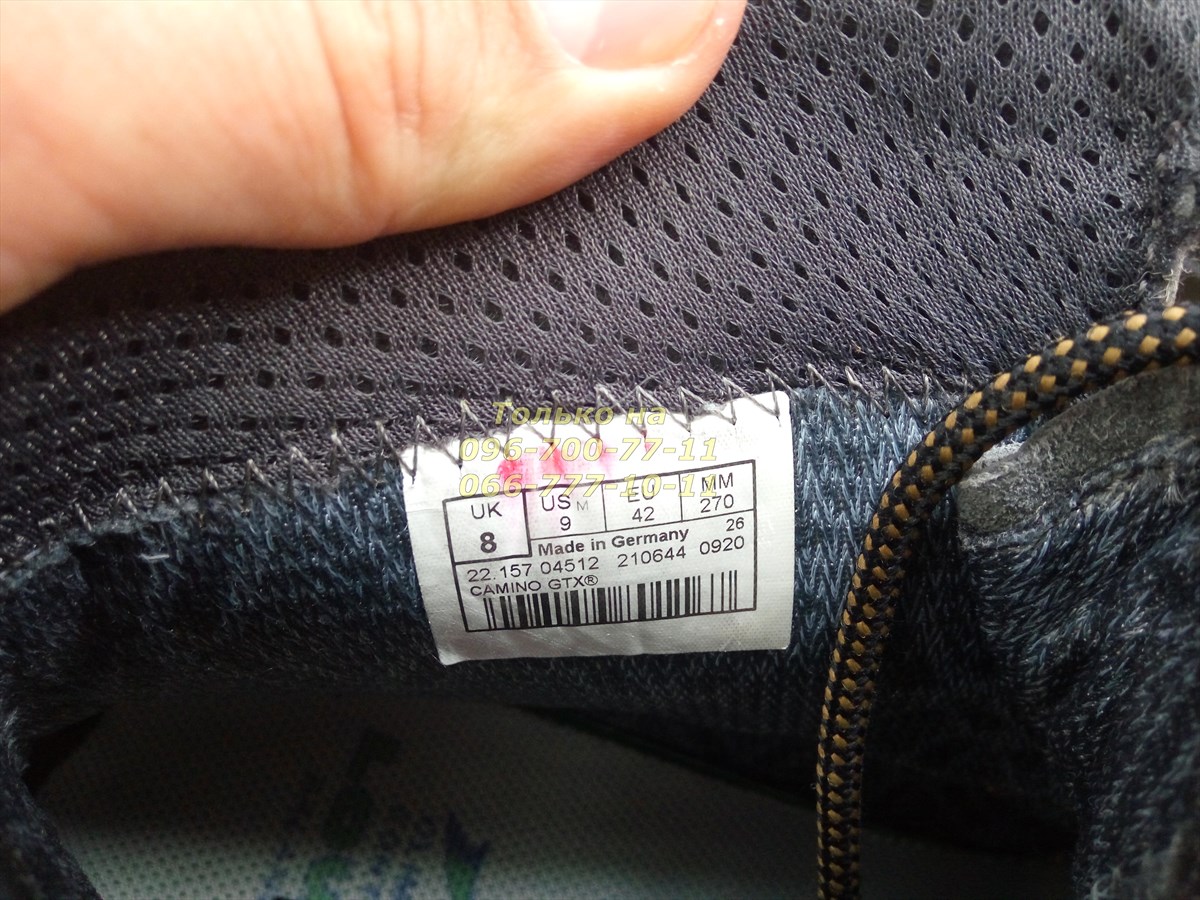 Только на
096-700-77-11
066-777-10-11
UK US M EU MM
8 9 42 270
Made in Germany 26
22.157 04512 210644 0920
CAMINO GTX®